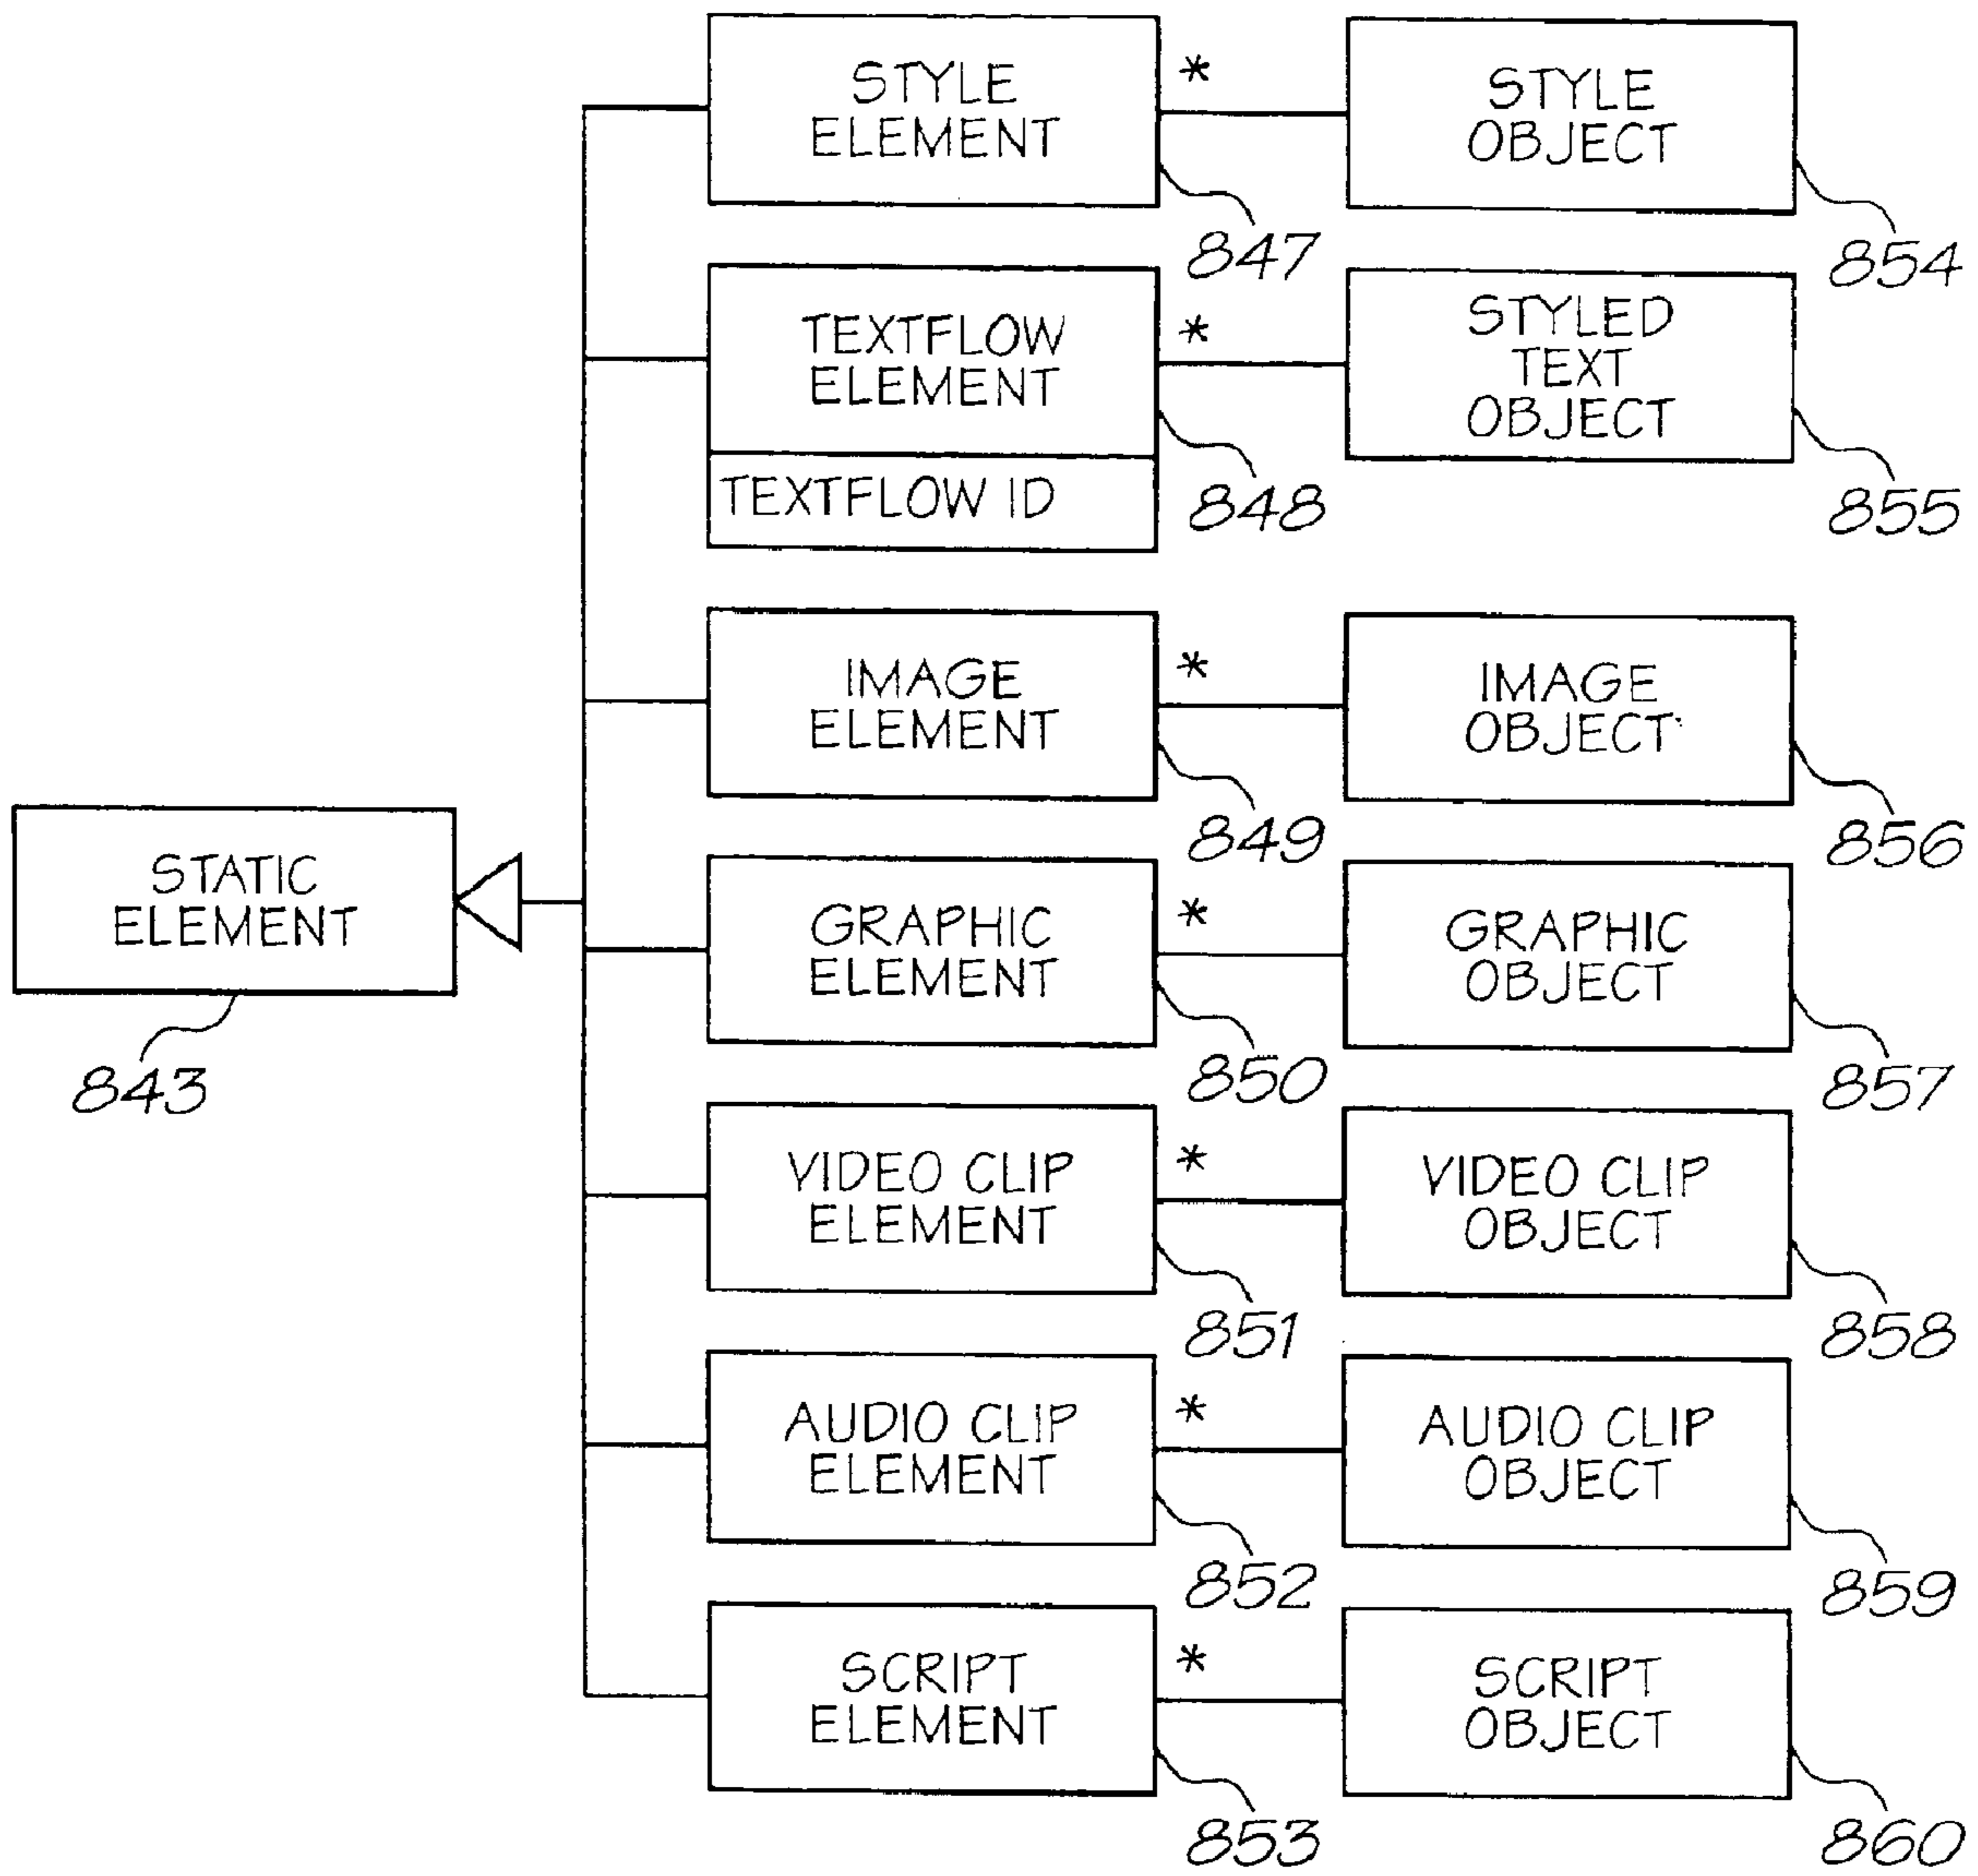 STYLE
ELEMENT
*
STYLE
OBJECT
847
854
TEXTFLOW
ELEMENT
*
STYLED
TEXT
OBJECT
TEXTFLOW ID
848
855
IMAGE
ELEMENT
*
IMAGE
OBJECT
849
856
STATIC
ELEMENT
843
GRAPHIC
ELEMENT
*
GRAPHIC
OBJECT
850
857
VIDEO CLIP
ELEMENT
*
VIDEO CLIP
OBJECT
851
858
AUDIO CLIP
ELEMENT
*
AUDIO CLIP
OBJECT
852
859
SCRIPT
ELEMENT
*
SCRIPT
OBJECT
853
860